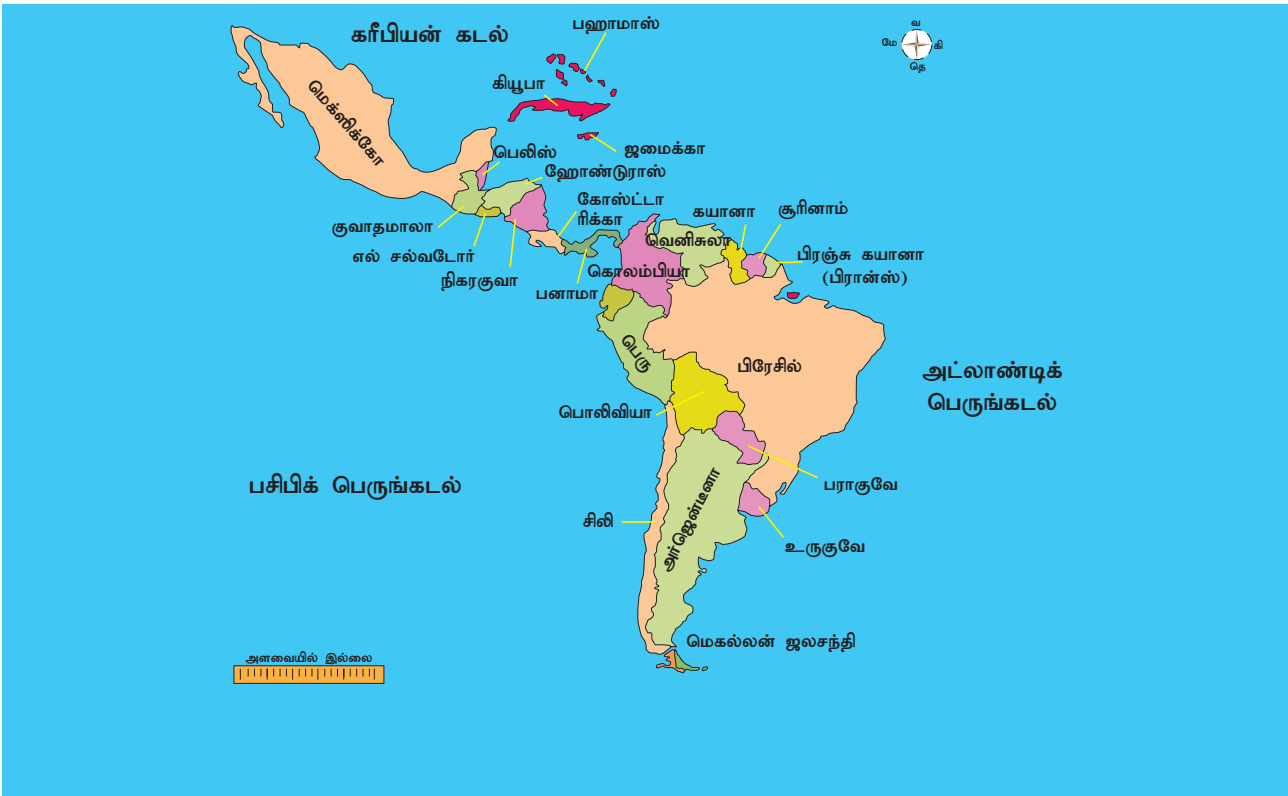 பஹாமாஸ்
கரீபியன் கடல்
வ
மே
கி
தெ
கியூபா
மெக்ஸிக்கோ
ஜமைக்கா
பெலிஸ்
ஹோண்டுராஸ்
கோஸ்ட்டா
ரிக்கா
குவாதமாலா
எல் சல்வடோர்
நிகரகுவா
பனாமா
கயானா
சூரினாம்
வெனிசுலா
பிரஞ்சு கயானா
(பிரான்ஸ்)
கொலம்பியா
பெரு
பிரேசில்
அட்லாண்டிக்
பெருங்கடல்
பொலிவியா
பசிபிக் பெருங்கடல்
பராகுவே
சிலி
அர்ஜென்டீனா
உருகுவே
மெகல்லன் ஜலசந்தி
அளவையில் இல்லை